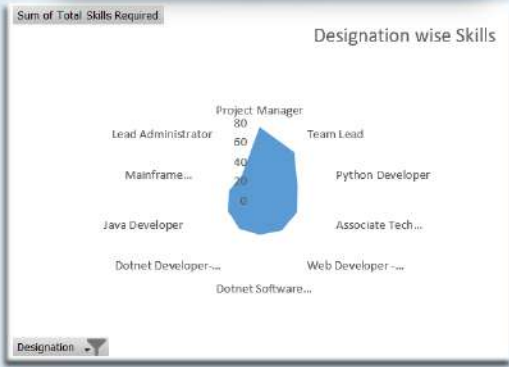 Sum of Total Skills Required
Designation wise Skills
Project Manager
80
Lead Administrator
Team Lead
60
40
Mainframe...
Python Developer
20
0
Java Developer
Associate Tech...
Dotnet Developer-...
Web Developer -...
Dotnet Software...
Designation